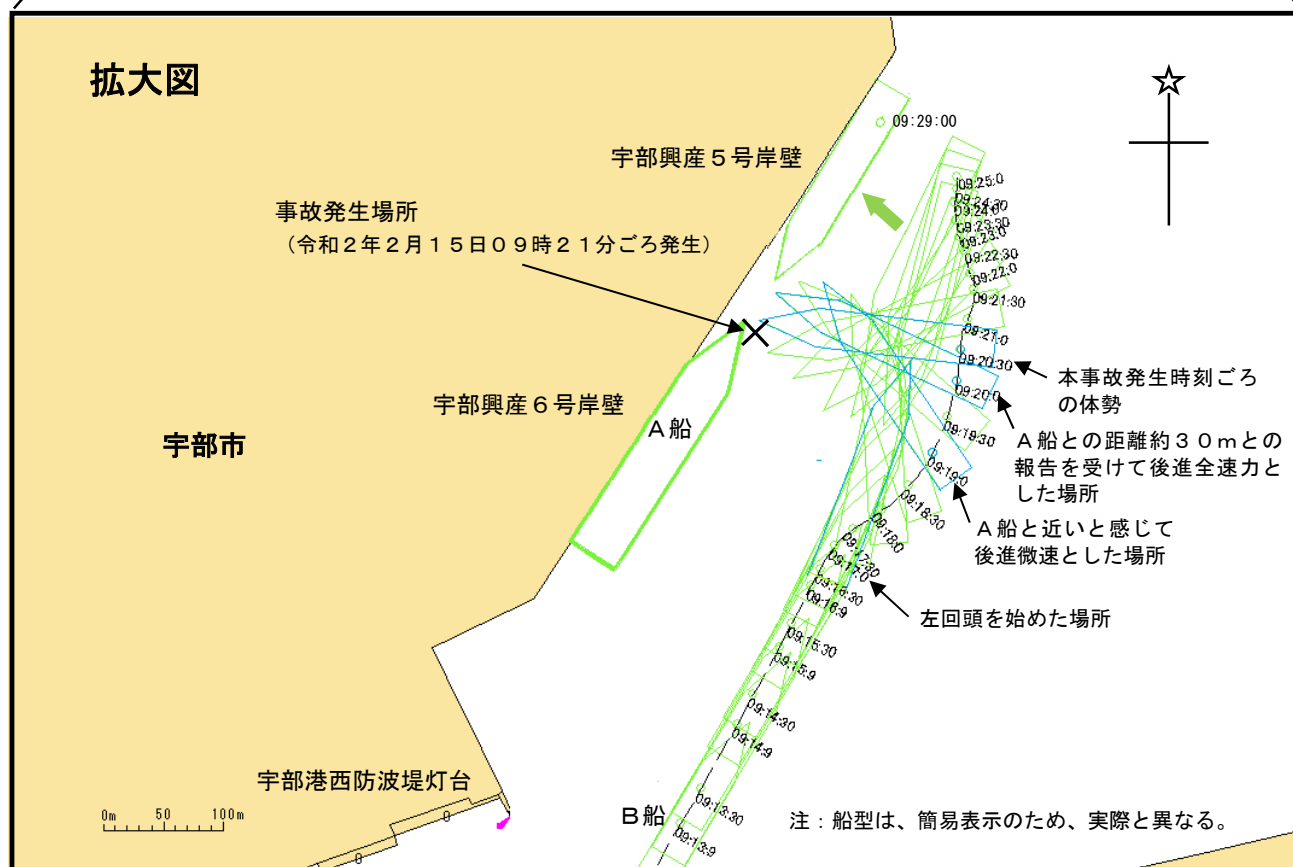 拡大図
09:29:00
宇部興産5号岸壁
事故発生場所
（令和2年2月15日09時21分ごろ発生）
09:25:0
09:24:30
09:24:0
09:23:30
09:23:0
09:22:30
09:22:0
09:21:30
09:21:0
09:20:30
09:20:0
09:19:30
09:19:0
09:18:30
09:18:0
09:17:30
09:17:0
09:16:30
09:16:9
09:15:30
09:15:9
09:14:30
09:14:9
09:13:30
09:13:9
本事故発生時刻ごろ
の体勢
宇部興産6号岸壁
A船
宇部市
A船との距離約30mとの
報告を受けて後進全速力と
した場所
A船と近いと感じて
後進微速とした場所
左回頭を始めた場所
宇部港西防波堤灯台
0m 50 100m
0
0
B船
注：船型は、簡易表示のため、実際と異なる。